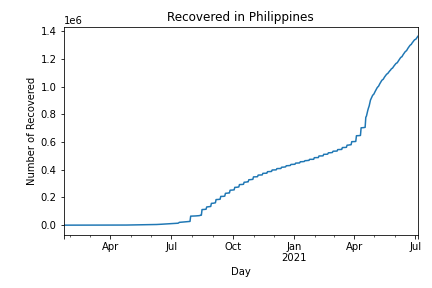 Recovered in Philippines
1e6
1.4
1.2
1.0
0.8
0.6
0.4
0.2
0.0
Number of Recovered
Apr
Jul
Oct
Jan
2021
Apr
Jul
Day